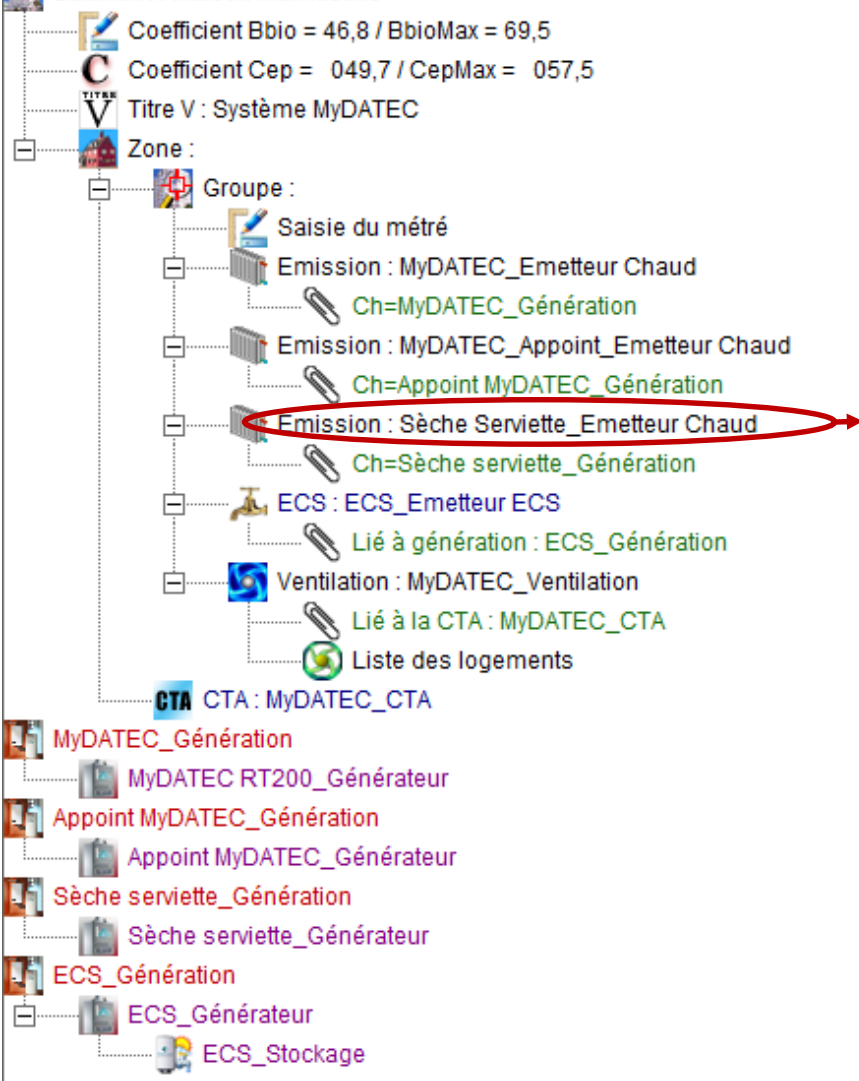 Coefficient Bbio = 46,8 / BbioMax = 69,5
C Coefficient Cep = 049,7 / CepMax = 057,5
TITRE V Titre V : Système MyDATEC
Zone :
Groupe :
Saisie du métré
Emission : MyDATEC_Emetteur Chaud
Ch=MyDATEC_Génération
Emission : MyDATEC_Appoint_Emetteur Chaud
Ch=Appoint MyDATEC_Génération
Emission : Sèche Serviette_Emetteur Chaud
Ch=Sèche serviette_Génération
ECS : ECS_Emetteur ECS
Lié à génération : ECS_Génération
Ventilation : MyDATEC_Ventilation
Lié à la CTA : MyDATEC_CTA
Liste des logements
CTA CTA : MyDATEC_CTA
MyDATEC_Génération
MyDATEC RT200_Générateur
Appoint MyDATEC_Génération
Appoint MyDATEC_Générateur
Sèche serviette_Génération
Sèche serviette_Générateur
ECS_Génération
ECS_Générateur
ECS_Stockage